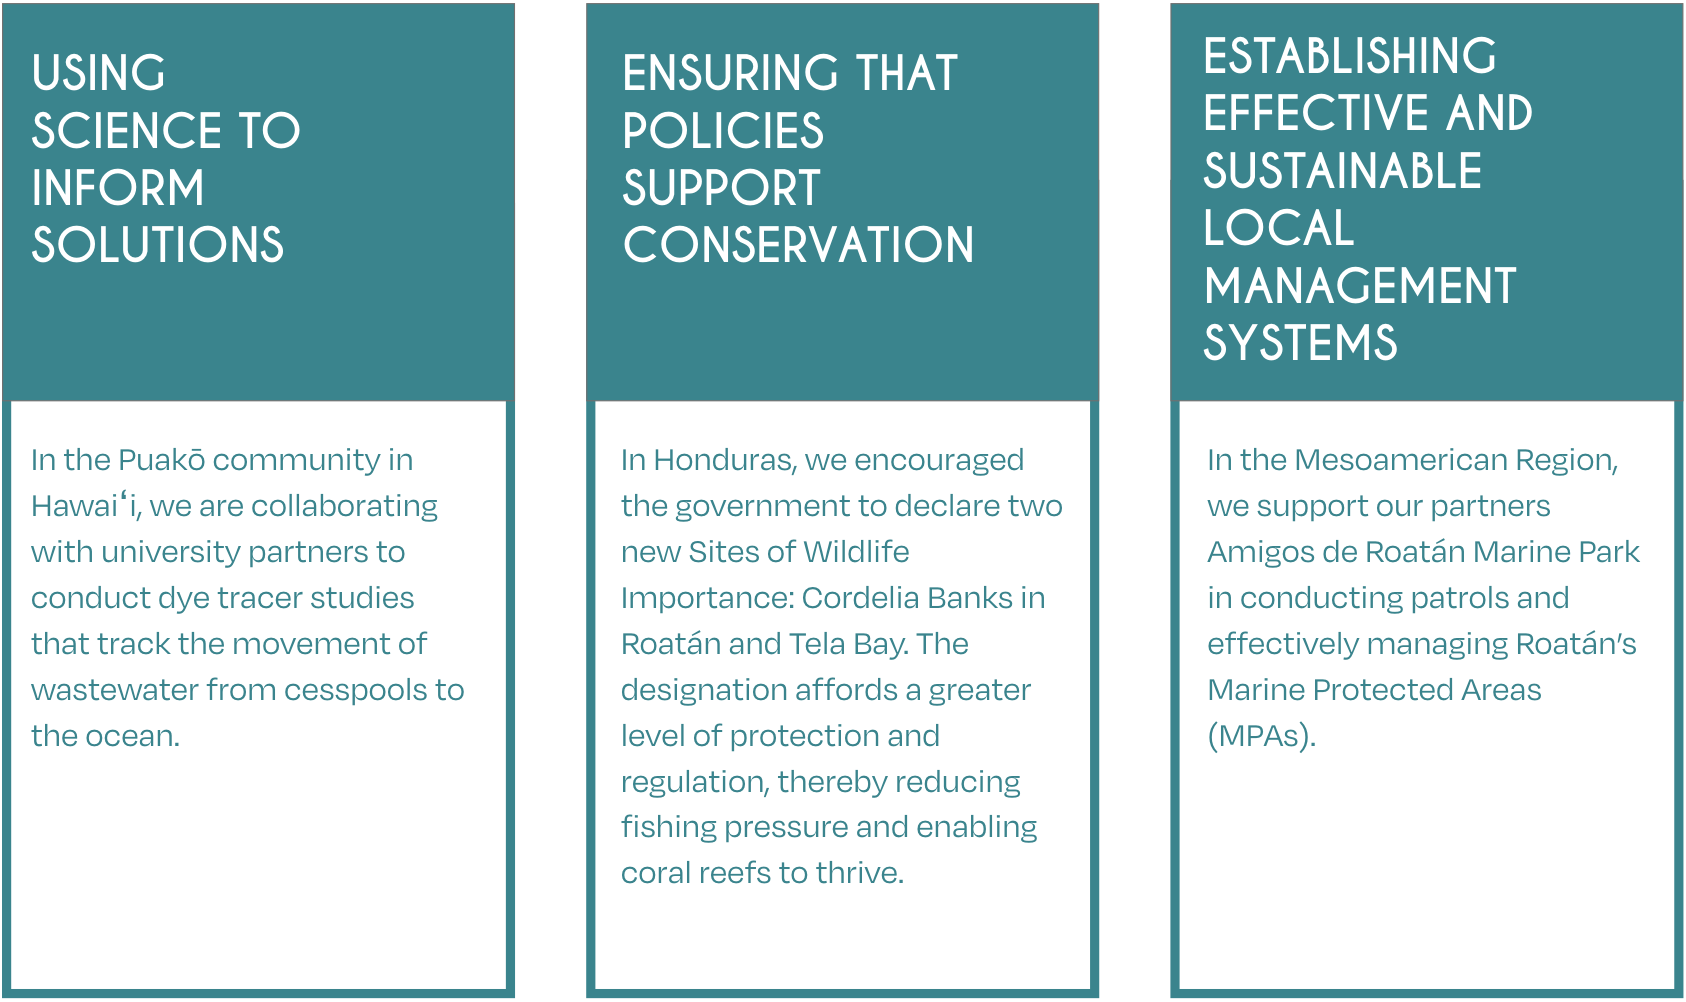 USING
SCIENCE TO
INFORM
SOLUTIONS
In the Puakō community in
Hawaiʻi, we are collaborating
with university partners to
conduct dye tracer studies
that track the movement of
wastewater from cesspools to
the ocean.
ENSURING THAT
POLICIES
SUPPORT
CONSERVATION
In Honduras, we encouraged
the government to declare two
new Sites of Wildlife
Importance: Cordelia Banks in
Roatán and Tela Bay. The
designation affords a greater
level of protection and
regulation, thereby reducing
fishing pressure and enabling
coral reefs to thrive.
ESTABLISHING
EFFECTIVE AND
SUSTAINABLE
LOCAL
MANAGEMENT
SYSTEMS
In the Mesoamerican Region,
we support our partners
Amigos de Roatán Marine Park
in conducting patrols and
effectively managing Roatán's
Marine Protected Areas
(MPAs).